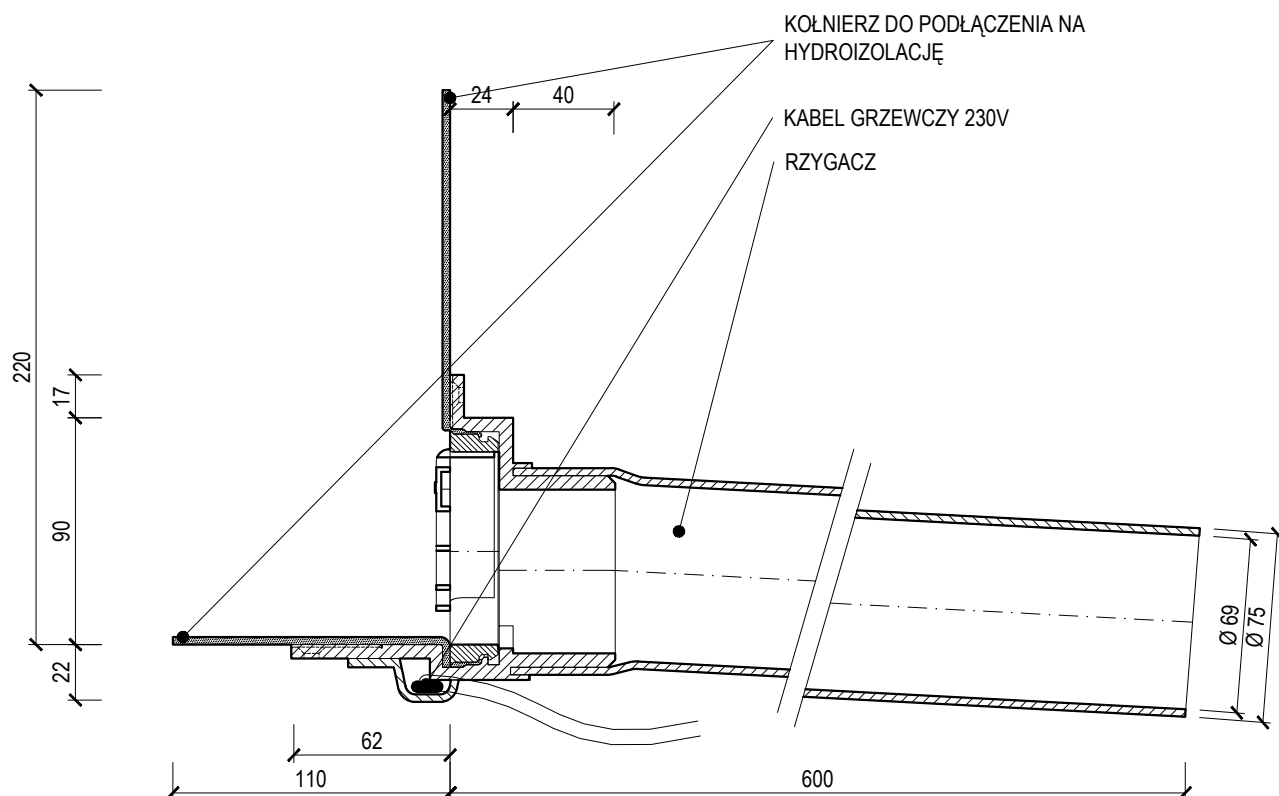 KOŁNIERZ DO PODŁĄCZENIA NA
HYDROIZOLACJĘ
24
40
KABEL GRZEWCZY 230V
RZYGACZ
220
17
90
22
Ø 69
Ø 75
62
110
600